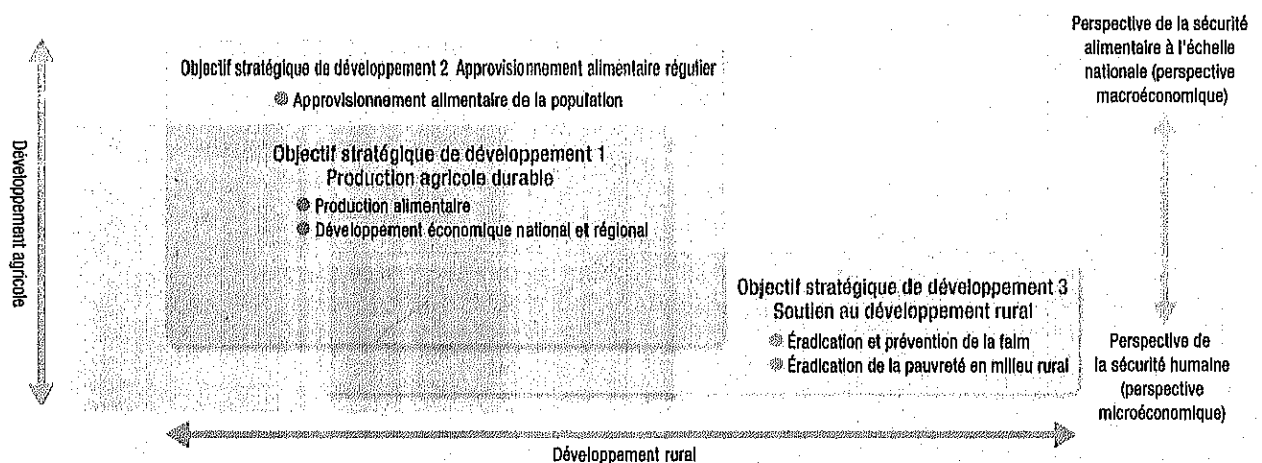 Perspective de la sécurité
alimentaire à l'échelle
nationale (perspective
macroéconomique)
Objectif stratégique de développement 2 Approvisionnement alimentaire régulier
Approvisionnement alimentaire de la population
Développement agricole
Objectif stratégique de développement 1
Production agricole durable
Production alimentaire
Développement économique national et régional
Objectif stratégique de développement 3
Soutien au développement rural
Éradication et prévention de la faim
Éradication de la pauvreté en milieu rural
Perspective de
la sécurité humaine
(perspective
microéconomique)
Développement rural